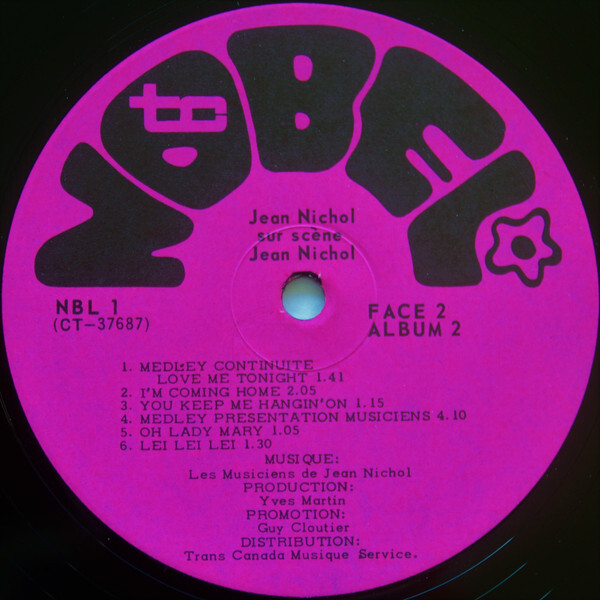 NOBEL
ct
Jean Nichol
sur scène
Jean Nichol
NBL 1
(CT-37687)
FACE 2
ALBUM 2
1. MEDLEY CONTINUITE
LOVE ME TONIGHT 1.41
2. I'M COMING HOME 2.05
3. YOU KEEP ME HANGIN'ON 1.15
4. MEDLEY PRESENTATION MUSICIENS 4.10
5. OH LADY MARY 1.05
6. LEI LEI LEI 1.30
MUSIQUE:
Les Musiciens de Jean Nichol
PRODUCTION:
Yves Martin
PROMOTION:
Guy Cloutier
DISTRIBUTION:
Trans Canada Musique Service.